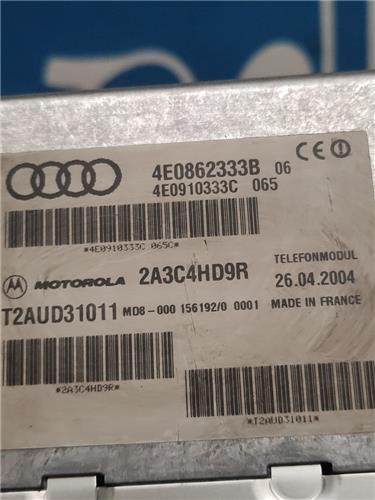 4E0862333B 06
4E0910333C 065
*4E0910333C 065C*
MOTOROLA 2A3C4HD9R
TELEFONMODUL
26.04.2004
T2AUD31011 MD8-000 156192/0 0001 MADE IN FRANCE
*2A3C4HD9R*
*T2AUD31011*